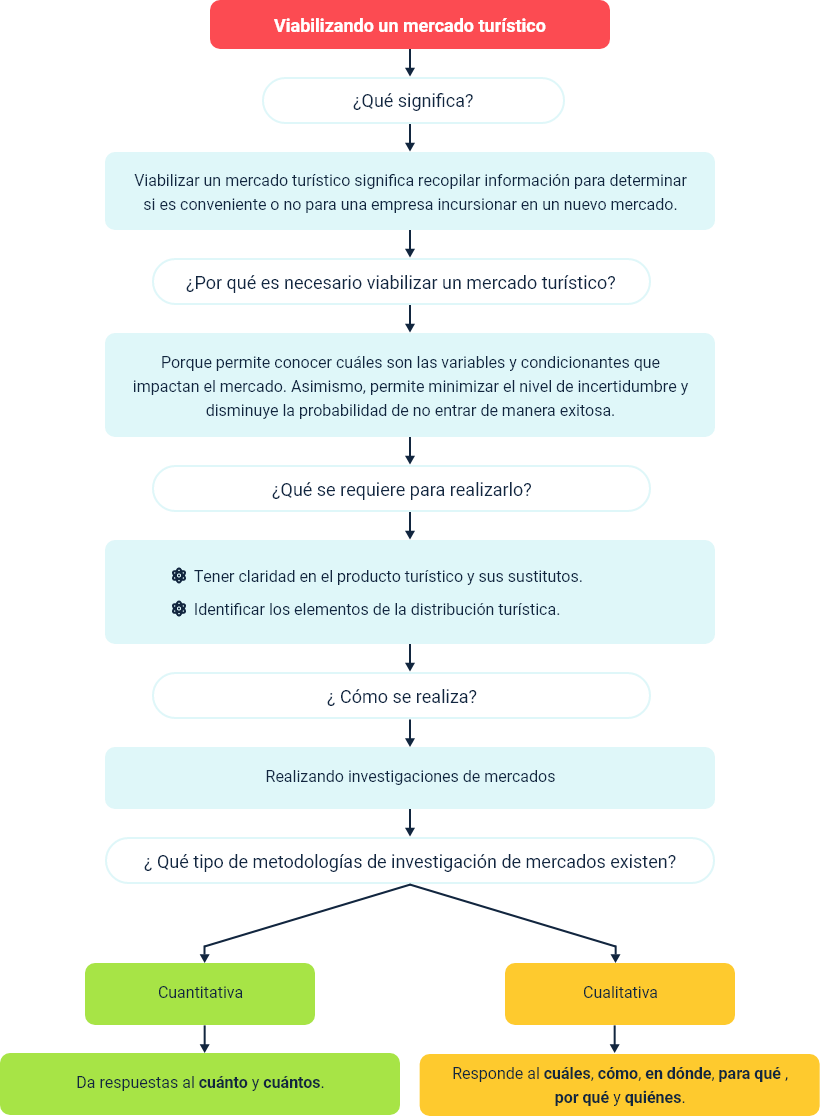 Viabilizando un mercado turístico
¿Qué significa?
Viabilizar un mercado turístico significa recopilar información para determinar
si es conveniente o no para una empresa incursionar en un nuevo mercado.
¿Por qué es necesario viabilizar un mercado turístico?
Porque permite conocer cuáles son las variables y condicionantes que
impactan el mercado. Asimismo, permite minimizar el nivel de incertidumbre y
disminuye la probabilidad de no entrar de manera exitosa.
¿Qué se requiere para realizarlo?
Tener claridad en el producto turístico y sus sustitutos.
Identificar los elementos de la distribución turística.
¿ Cómo se realiza?
Realizando investigaciones de mercados
¿ Qué tipo de metodologías de investigación de mercados existen?
Cuantitativa
Cualitativa
Da respuestas al cuánto y cuántos.
Responde al cuáles, cómo, en dónde, para qué ,
por qué y quiénes.